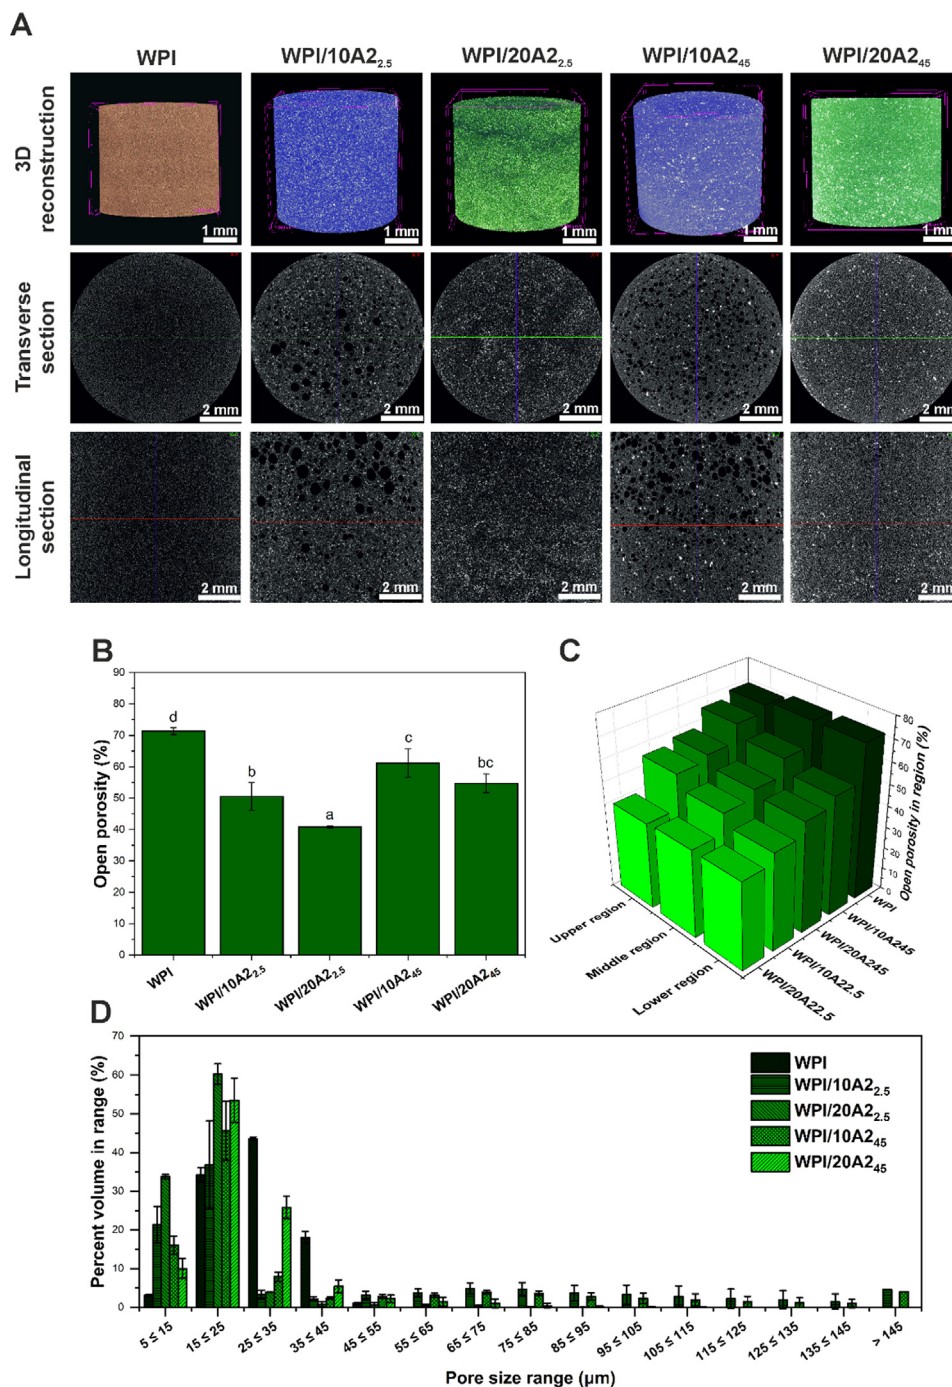 A
WPI WPI/10A2₂.₅ WPI/20A2₂.₅ WPI/10A2₄₅ WPI/20A2₄₅
3D
reconstruction
1 mm 1 mm 1 mm 1 mm 1 mm
Transverse
section
2 mm 2 mm 2 mm 2 mm 2 mm
Longitudinal
section
2 mm 2 mm 2 mm 2 mm 2 mm
B
Open porosity (%)
90
80
70
60
50
40
30
20
10
0
d
b
a
c
bc
WPI
WPI/10A2₂.₅
WPI/20A2₂.₅
WPI/10A2₄₅
WPI/20A2₄₅
C
Open porosity in region (%)
80
70
60
50
40
30
20
10
0
Upper region
Middle region
Lower region
WPI
WPI/10A245
WPI/20A245
WPI/10A22.5
WPI/20A22.5
D
Percent volume in range (%)
70
60
50
40
30
20
10
0
WPI
WPI/10A2₂.₅
WPI/20A2₂.₅
WPI/10A2₄₅
WPI/20A2₄₅
5 ≤ 15
15 ≤ 25
25 ≤ 35
35 ≤ 45
45 ≤ 55
55 ≤ 65
65 ≤ 75
75 ≤ 85
85 ≤ 95
95 ≤ 105
105 ≤ 115
115 ≤ 125
125 ≤ 135
135 ≤ 145
> 145
Pore size range (µm)